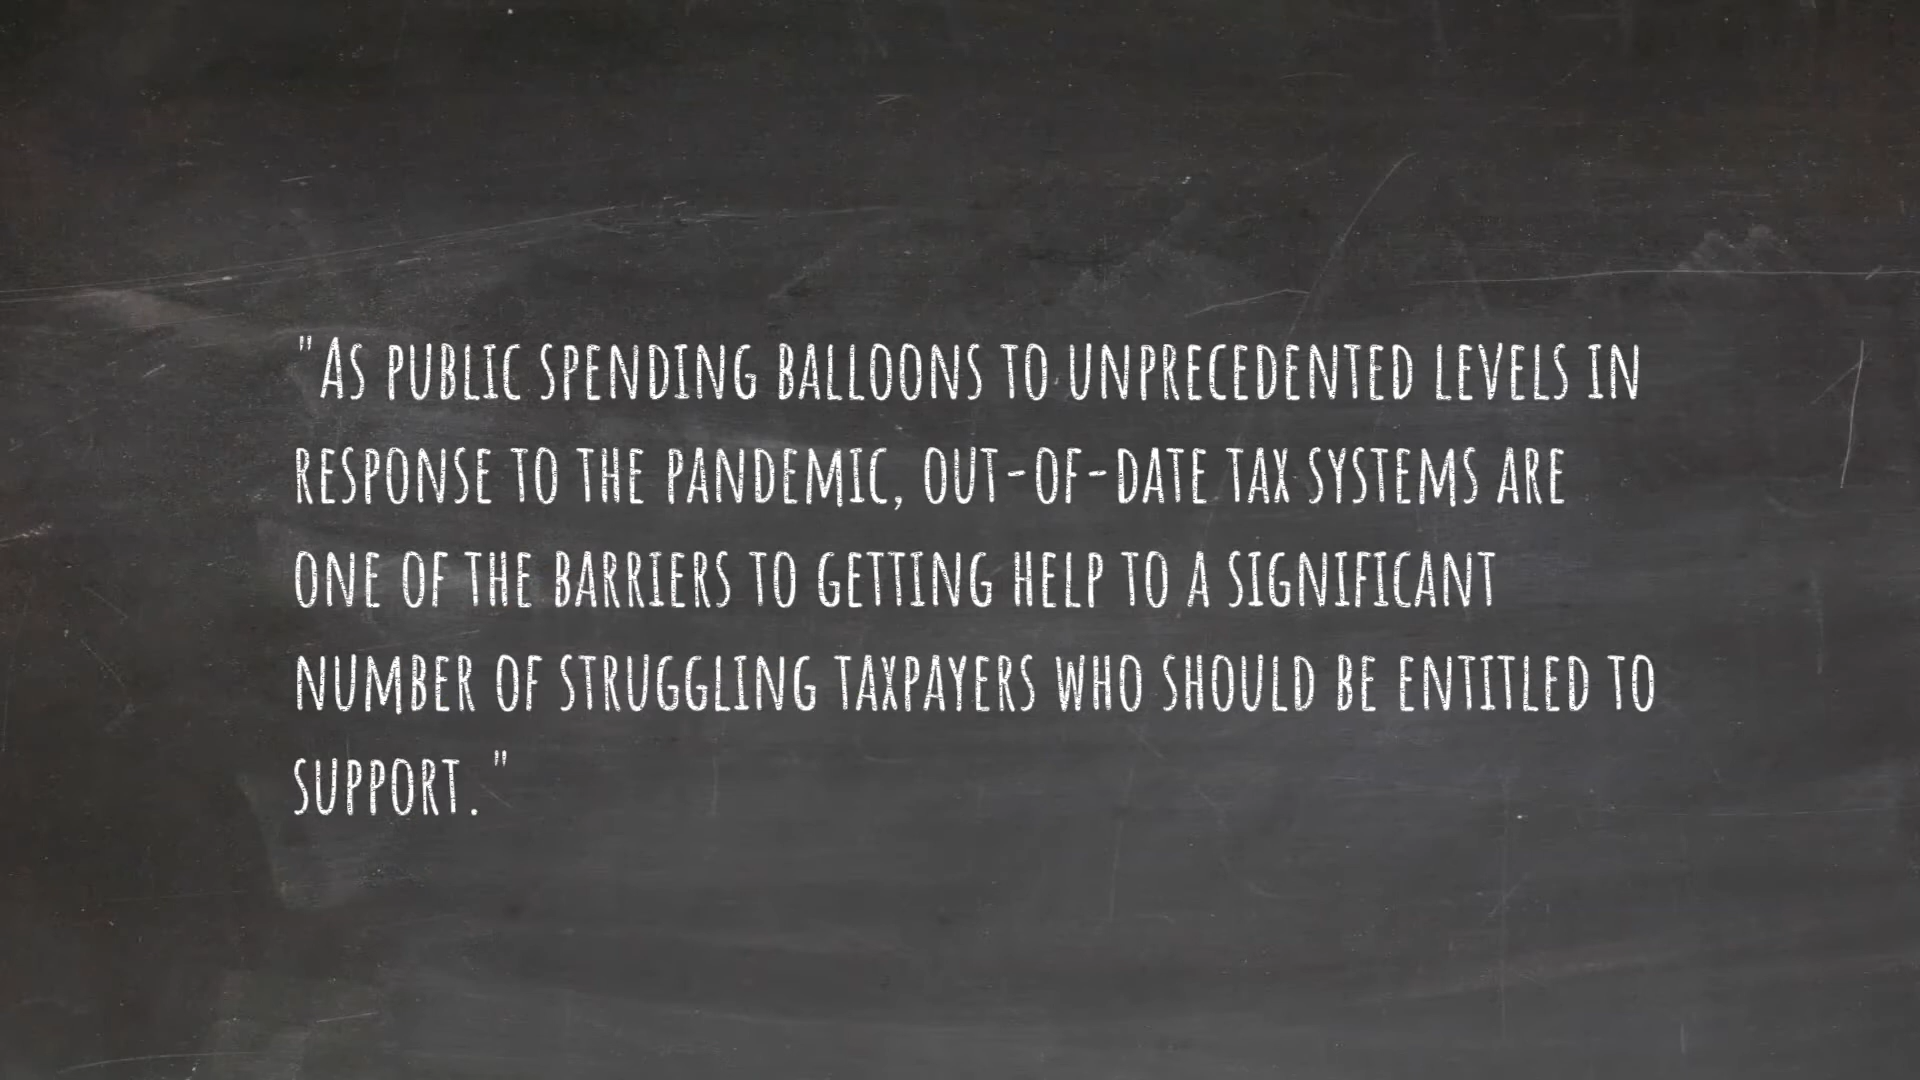 "As public spending balloons to unprecedented levels in
response to the pandemic, out-of-date tax systems are
one of the barriers to getting help to a significant
number of struggling taxpayers who should be entitled to
support."